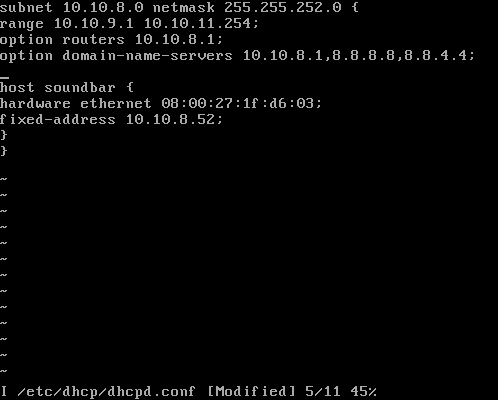 subnet 10.10.8.0 netmask 255.255.252.0 {
range 10.10.9.1 10.10.11.254;
option routers 10.10.8.1;
option domain-name-servers 10.10.8.1,8.8.8.8,8.8.4.4;
_
host soundbar {
hardware ethernet 08:00:27:1f:d6:03;
fixed-address 10.10.8.52;
}
}
~
~
~
~
~
~
~
~
~
~
~
~
~
I /etc/dhcp/dhcpd.conf [Modified] 5/11 45%